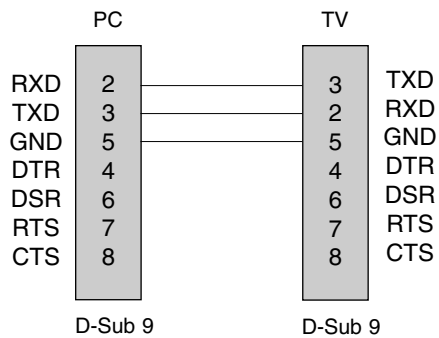 PC TV
RXD 2 3 TXD
TXD 3 2 RXD
GND 5 5 GND
DTR 4 4 DTR
DSR 6 6 DSR
RTS 7 7 RTS
CTS 8 8 CTS
D-Sub 9 D-Sub 9